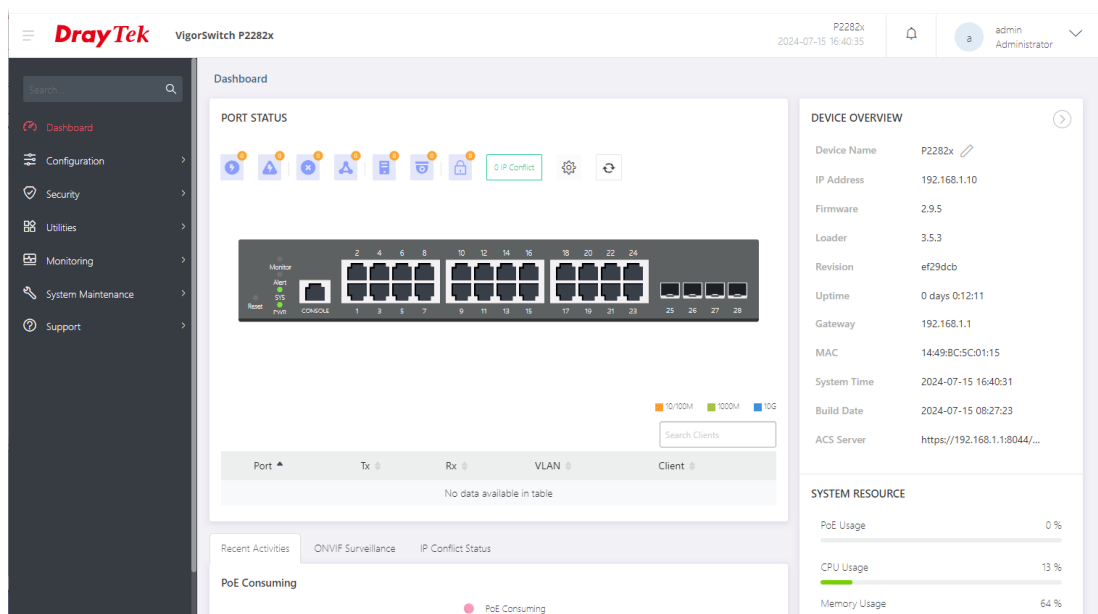 DrayTek VigorSwitch P2282x
P2282x
2024-07-15 16:40:35
a
admin
Administrator
Search...
Dashboard
Configuration
Security
Utilities
Monitoring
System Maintenance
Support
Dashboard
PORT STATUS
0 0 0 0 0 0 0
0 IP Conflict
2 4 6 8 10 12 14 16 18 20 22 24
Monitor
Alert
SYS
Reset PWR CONSOLE 1 3 5 7 9 11 13 15 17 19 21 23 25 26 27 28
10/100M 1000M 10G
Search Clients
Port Tx Rx VLAN Client
No data available in table
Recent Activities ONVIF Surveillance IP Conflict Status
PoE Consuming
PoE Consuming
DEVICE OVERVIEW
Device Name P2282x
IP Address 192.168.1.10
Firmware 2.9.5
Loader 3.5.3
Revision ef29dcb
Uptime 0 days 0:12:11
Gateway 192.168.1.1
MAC 14:49:BC:5C:01:15
System Time 2024-07-15 16:40:31
Build Date 2024-07-15 08:27:23
ACS Server https://192.168.1.1:8044/...
SYSTEM RESOURCE
PoE Usage 0 %
CPU Usage 13 %
Memory Usage 64 %